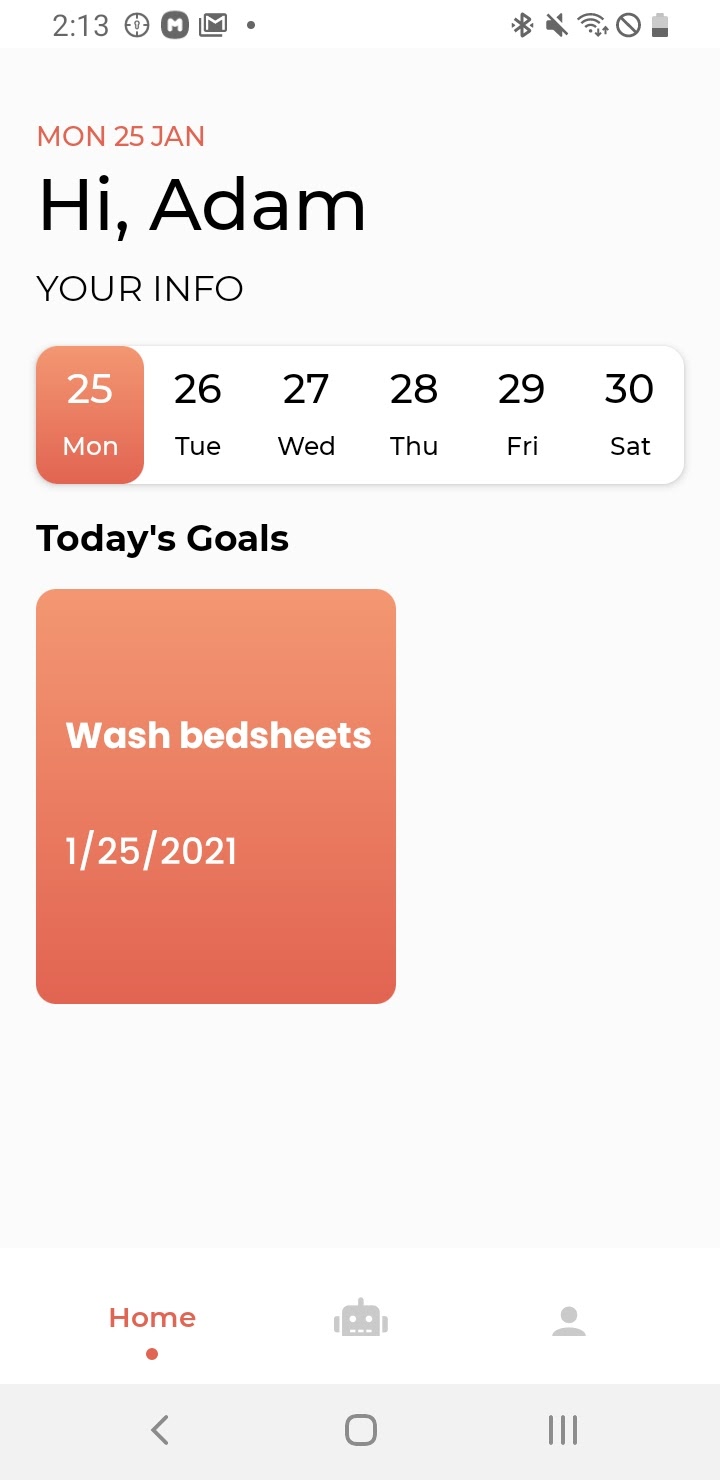 2:13
MON 25 JAN
Hi, Adam
YOUR INFO
25 26 27 28 29 30
Mon Tue Wed Thu Fri Sat
Today's Goals
Wash bedsheets
1/25/2021
Home